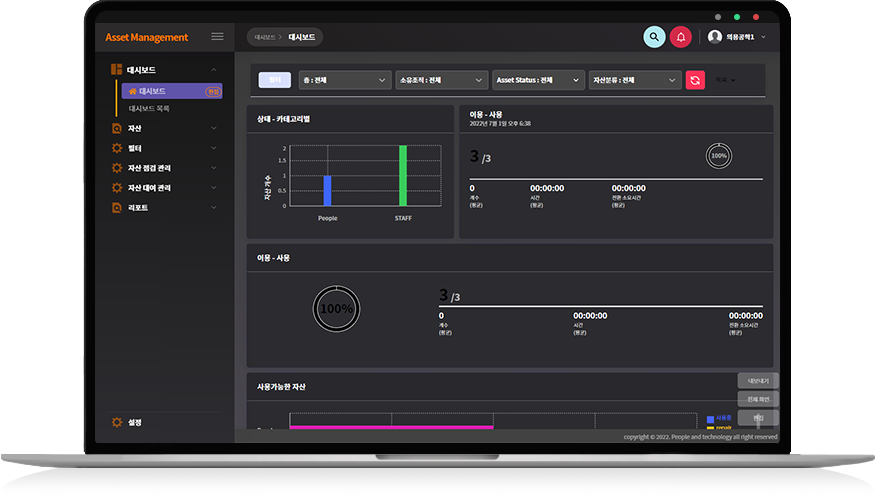 Asset Management
대시보드 > 대시보드
의용공학1
대시보드
대시보드
편집
대시보드 목록
자산
필터
자산 점검 관리
자산 대여 관리
리포트
설정
필터
층 : 전체
소유조직 : 전체
Asset Status : 전체
자산분류 : 전체
상태 - 카테고리별
자산 개수
2
1.5
1
0.5
0
People
STAFF
이용 - 사용
2022년 7월 1일 오후 6:38
3 /3
100%
0 00:00:00 00:00:00
개수 시간 전환 소요시간
(평균) (평균) (평균)
이용 - 사용
100%
3 /3
0 00:00:00 00:00:00
개수 시간 전환 소요시간
(평균) (평균) (평균)
사용가능한 자산
사용중
repair
내보내기
전체 화면
편집
copyright © 2022. People and technology all right reserved